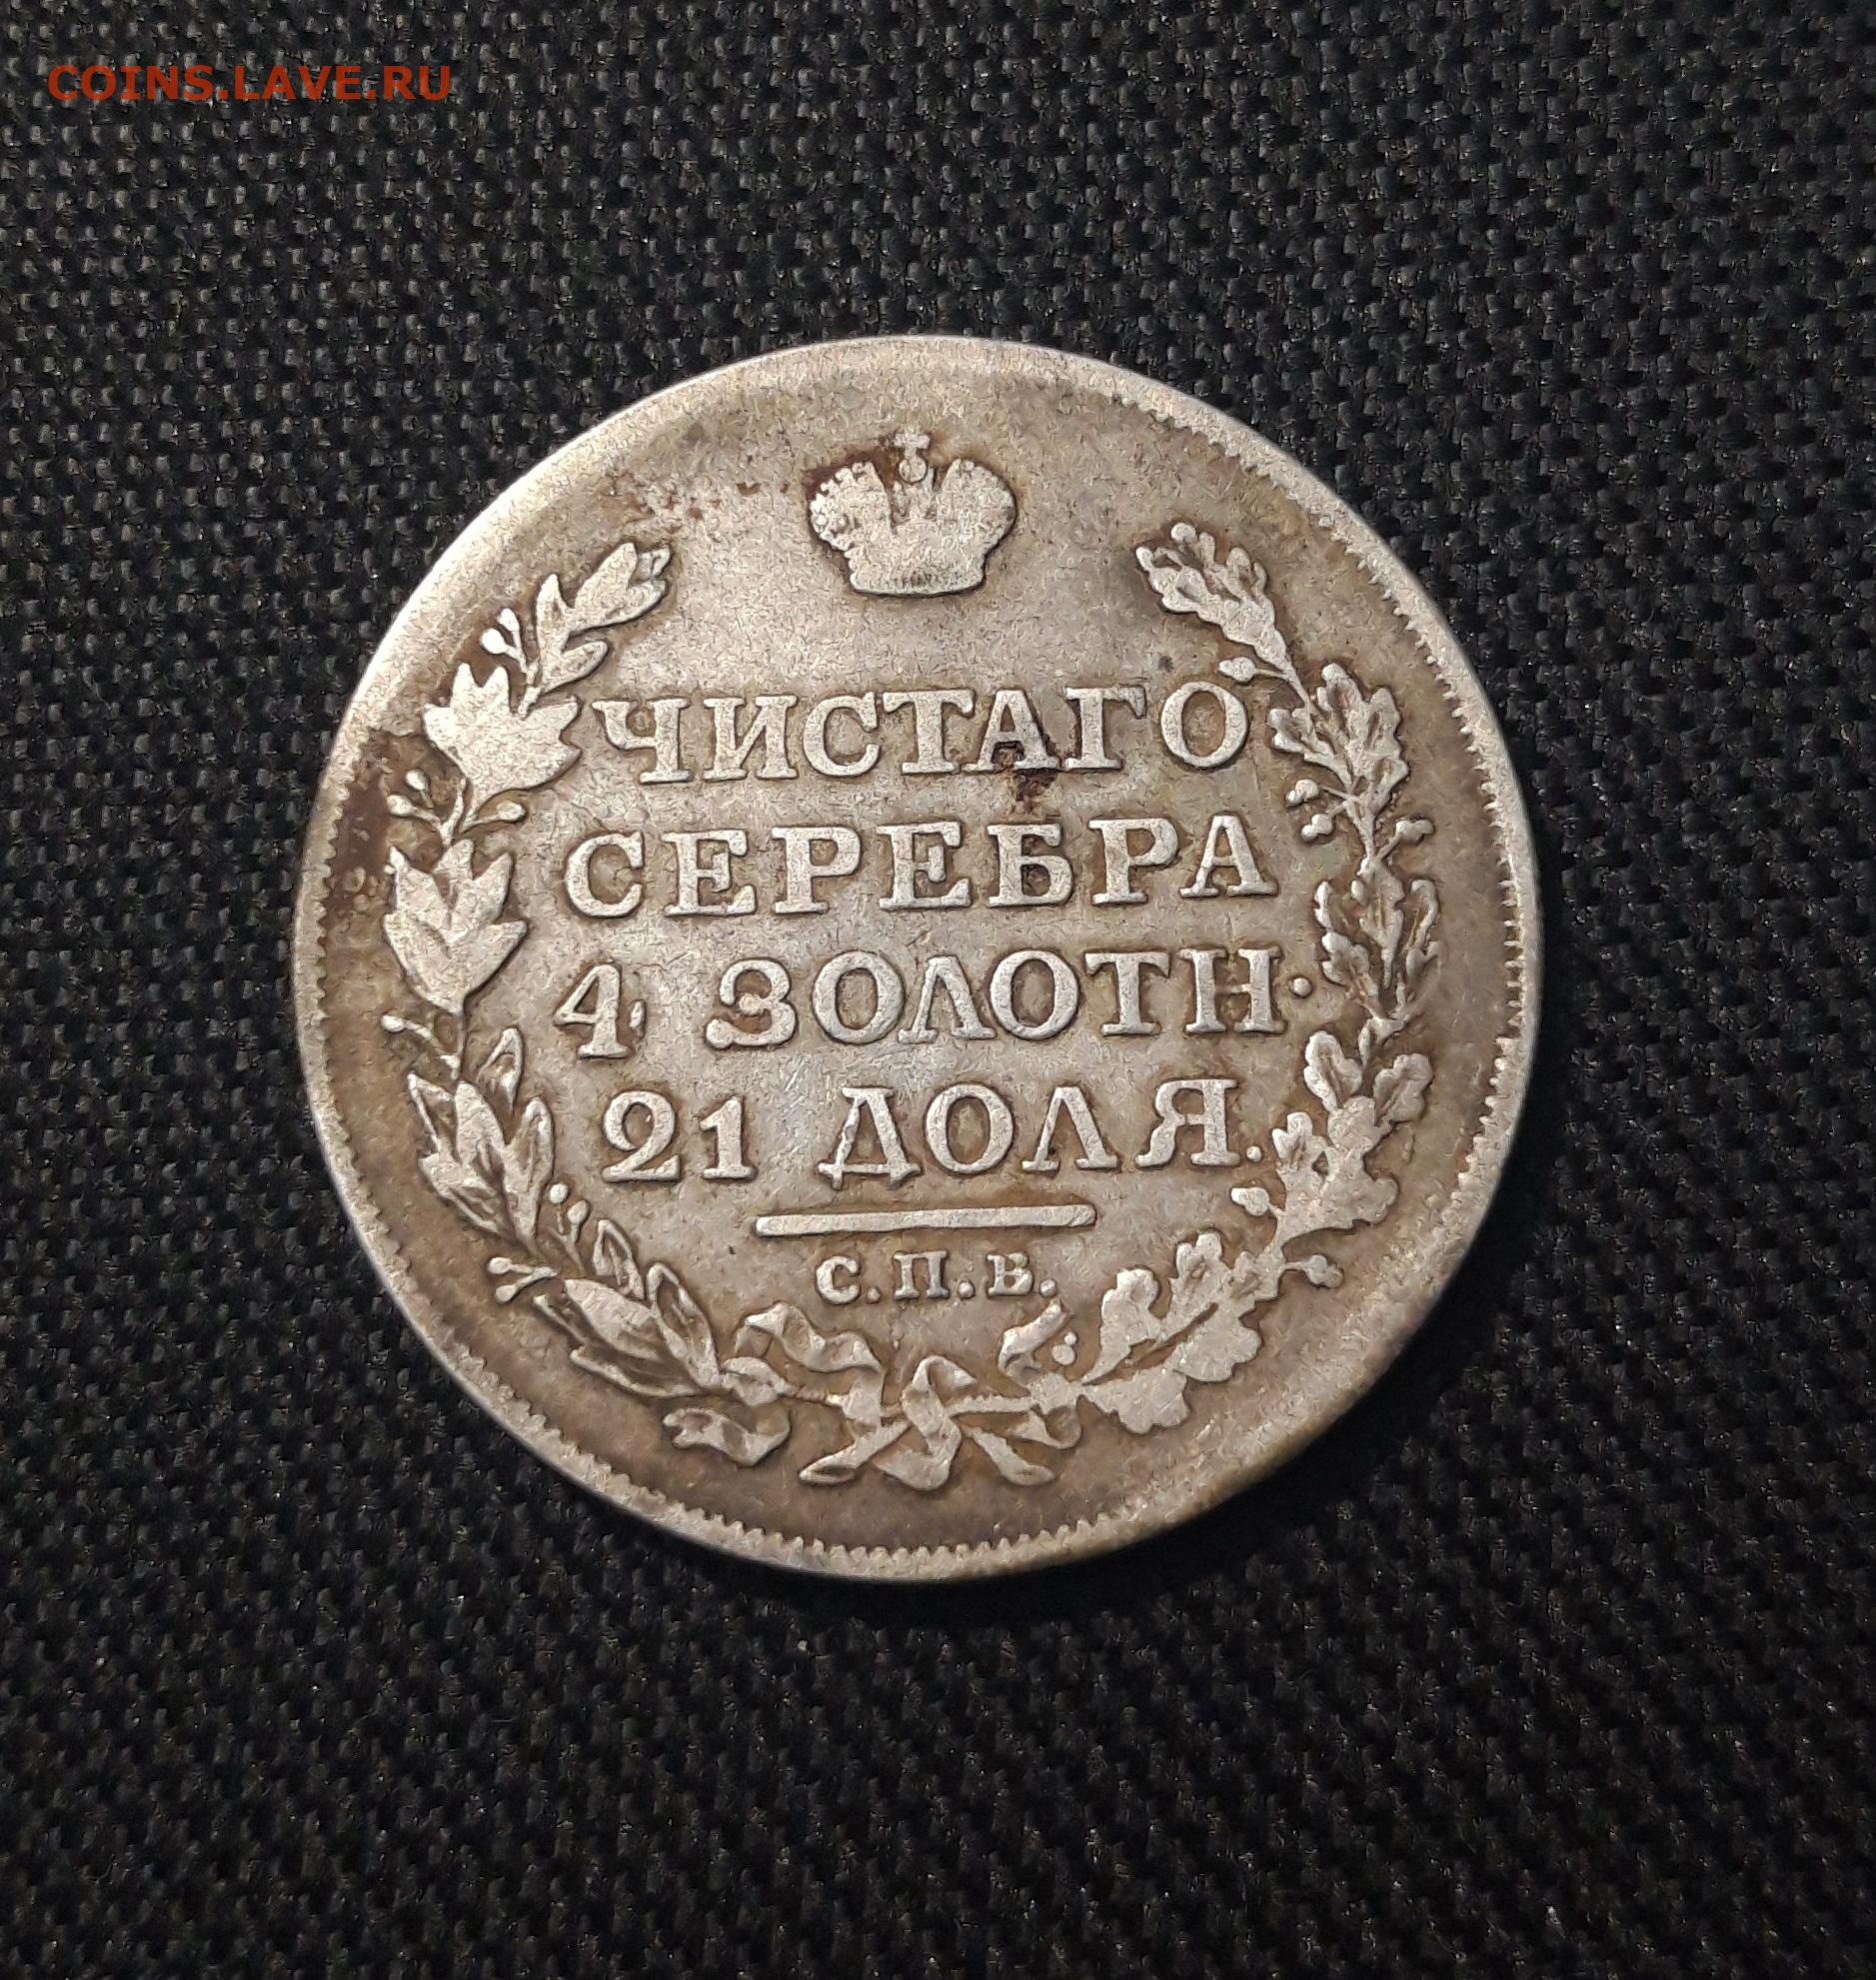 COINS.LAVE.RU
ЧИСТАГО
СЕРЕБРА
4 ЗОЛОТН.
21 ДОЛЯ.
С.П.Б.